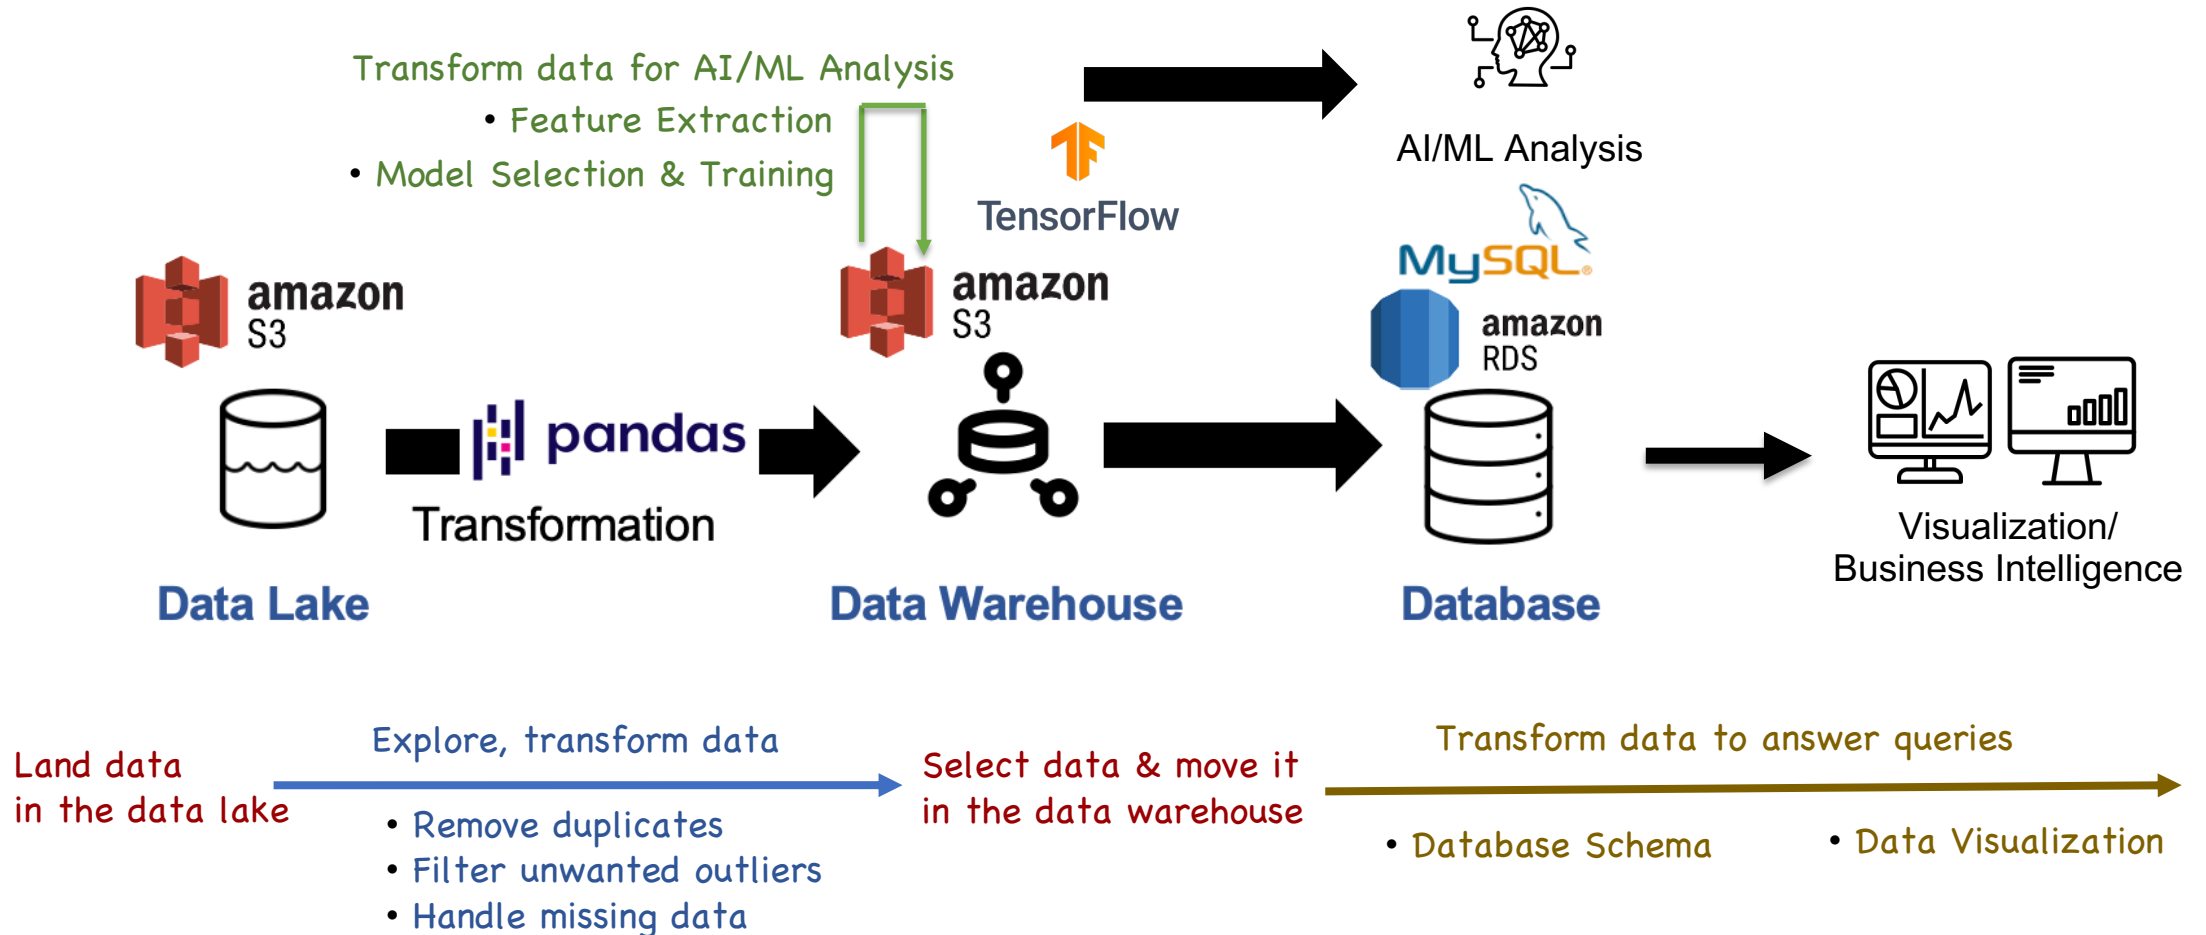 Transform data for AI/ML Analysis
• Feature Extraction
• Model Selection & Training
TensorFlow
AI/ML Analysis
amazon
S3
amazon
S3
MySQL®
amazon
RDS
pandas
Transformation
Visualization/
Business Intelligence
Data Lake
Data Warehouse
Database
Land data
in the data lake
Explore, transform data
• Remove duplicates
• Filter unwanted outliers
• Handle missing data
Select data & move it
in the data warehouse
Transform data to answer queries
• Database Schema
• Data Visualization